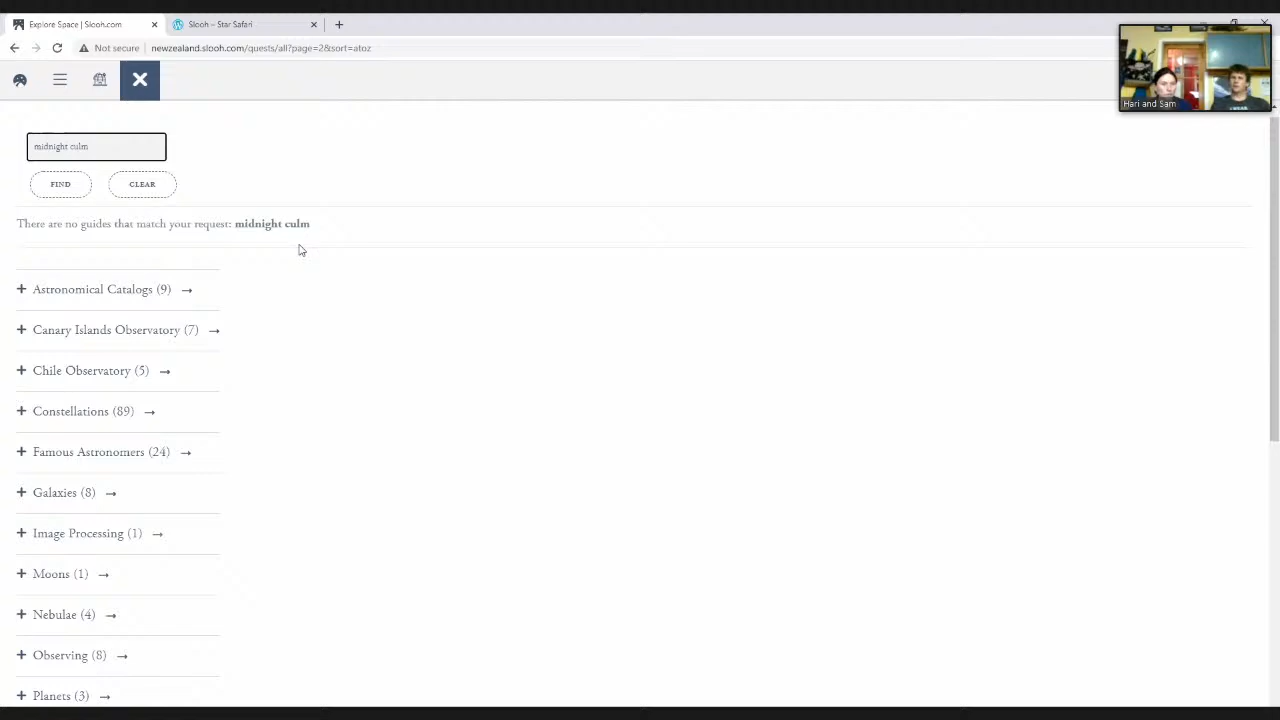 Explore Space | Slooh.com
Slooh – Star Safari
Not secure
newzealand.slooh.com/quests/all?page=2&sort=atoz
Hari and Sam
midnight culm
FIND
CLEAR
There are no guides that match your request: midnight culm
Astronomical Catalogs (9)
Canary Islands Observatory (7)
Chile Observatory (5)
Constellations (89)
Famous Astronomers (24)
Galaxies (8)
Image Processing (1)
Moons (1)
Nebulae (4)
Observing (8)
Planets (3)